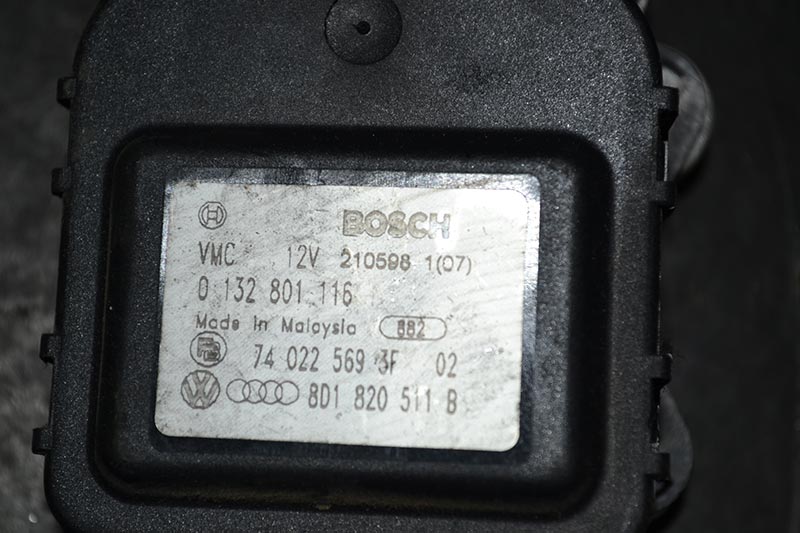 BOSCH
VMC 12V 210598 1(07)
0 132 801 116
Made in Malaysia 882
74 022 569 3F 02
8D1 820 511 B